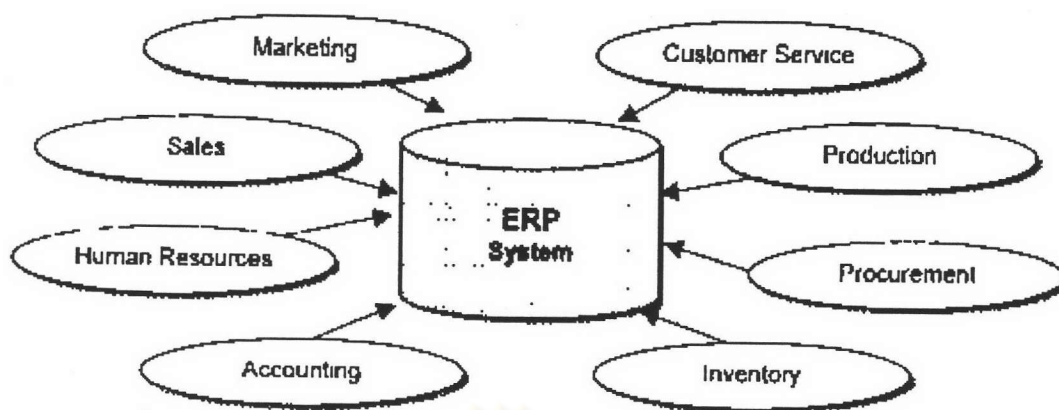 Marketing
Customer Service
Sales
Production
ERP
System
Human Resources
Procurement
Accounting
Inventory